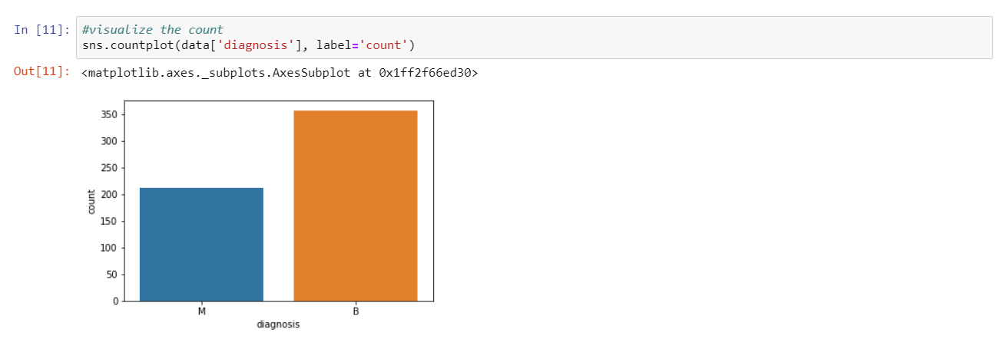 In [11]: #visualize the count
sns.countplot(data['diagnosis'], label='count')
Out[11]: <matplotlib.axes._subplots.AxesSubplot at 0x1ff2f66ed30>
350
300
250
200
150
100
50
0
count
M B
diagnosis